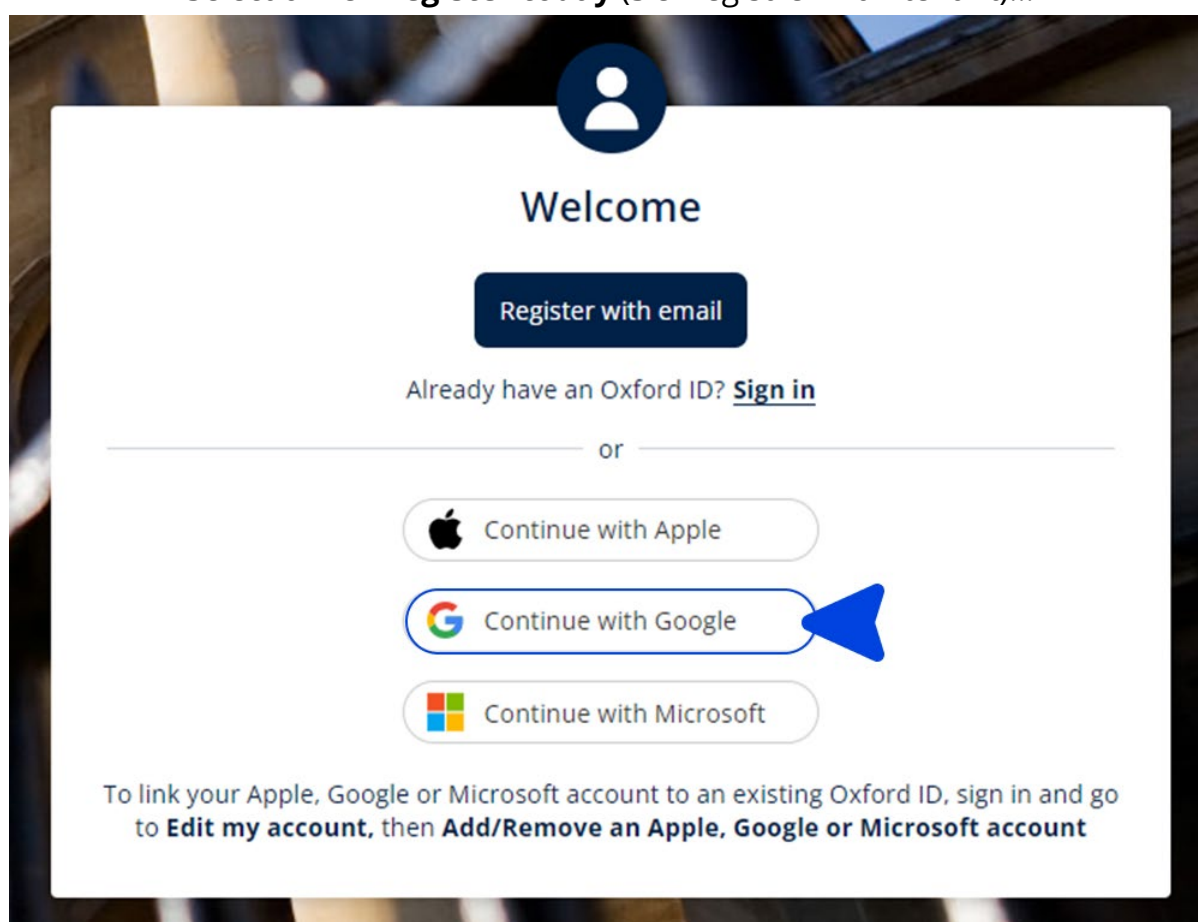 Welcome
Register with email
Already have an Oxford ID? Sign in
or
Continue with Apple
Continue with Google
Continue with Microsoft
To link your Apple, Google or Microsoft account to an existing Oxford ID, sign in and go
to Edit my account, then Add/Remove an Apple, Google or Microsoft account